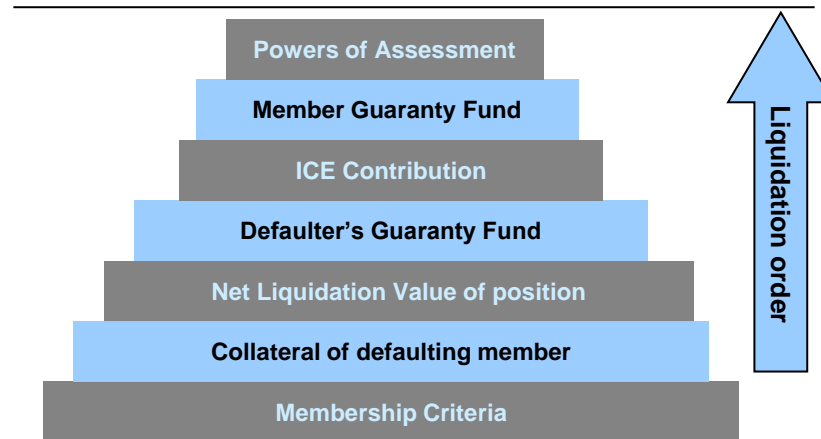 Powers of Assessment
Member Guaranty Fund
ICE Contribution
Defaulter's Guaranty Fund
Net Liquidation Value of position
Collateral of defaulting member
Membership Criteria
Liquidation order